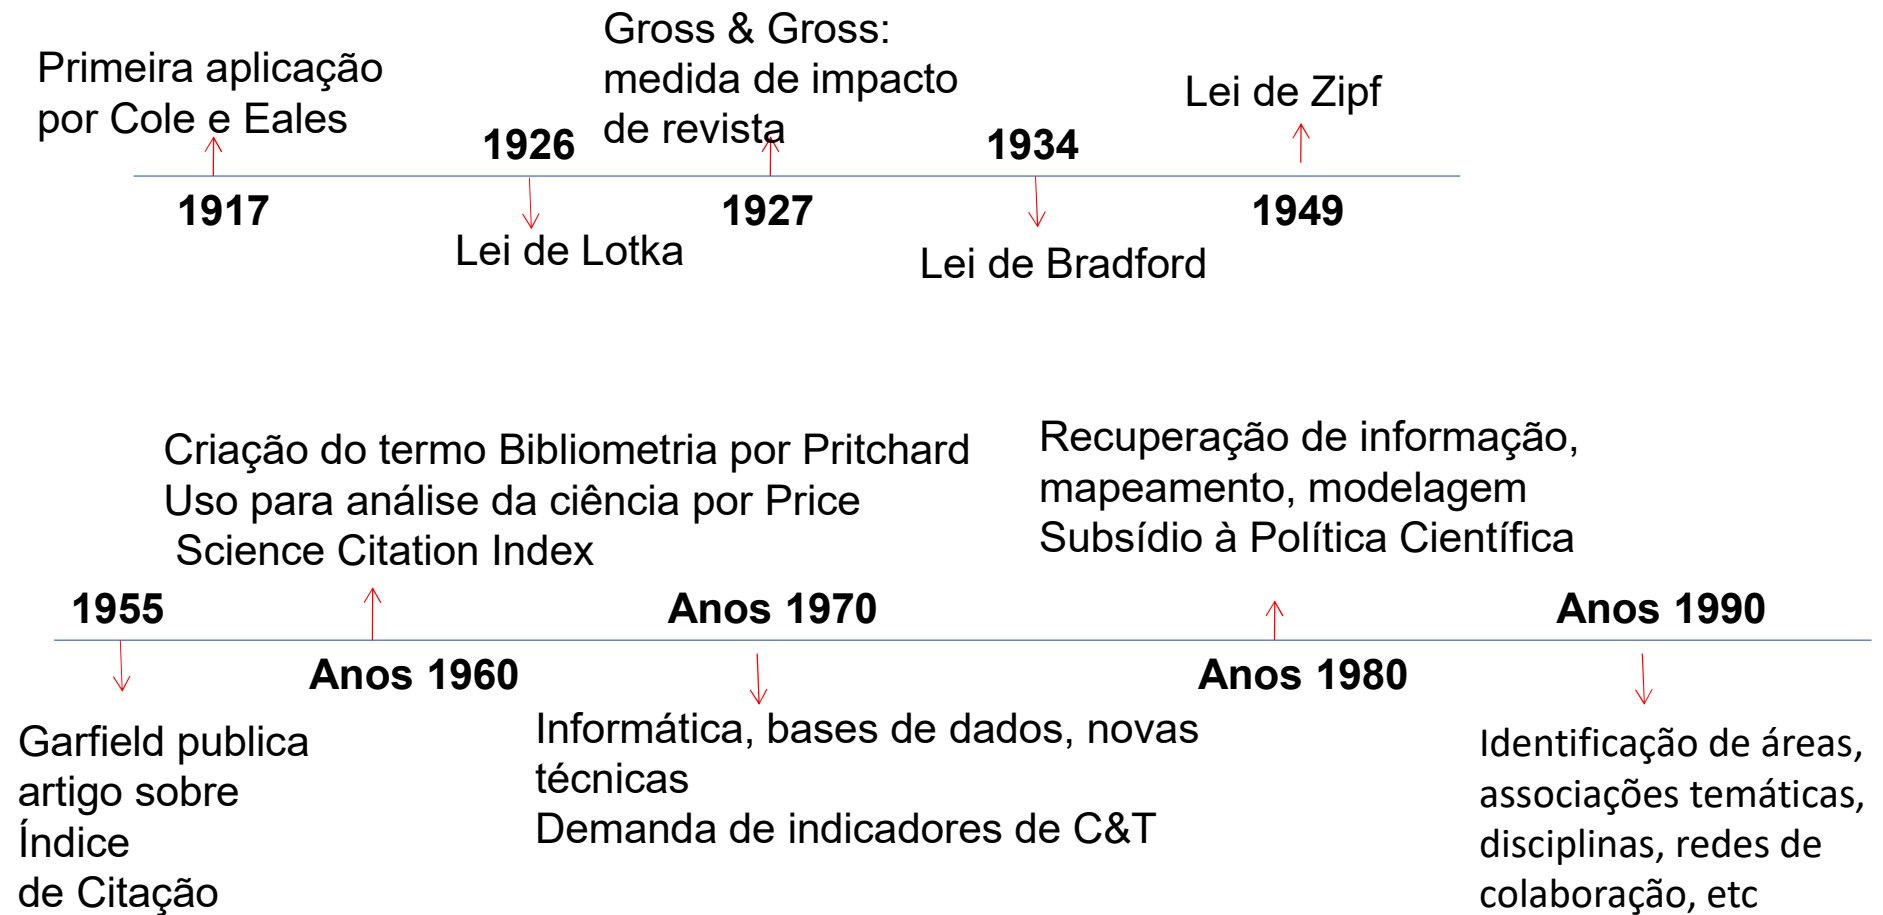 Primeira aplicação
por Cole e Eales
1917
1926
Lei de Lotka
Gross & Gross:
medida de impacto
de revista
1927
1934
Lei de Bradford
Lei de Zipf
1949
1955
Garfield publica
artigo sobre
Índice
de Citação
Criação do termo Bibliometria por Pritchard
Uso para análise da ciência por Price
Science Citation Index
Anos 1960
Anos 1970
Informática, bases de dados, novas
técnicas
Demanda de indicadores de C&T
Recuperação de informação,
mapeamento, modelagem
Subsídio à Política Científica
Anos 1980
Anos 1990
Identificação de áreas,
associações temáticas,
disciplinas, redes de
colaboração, etc